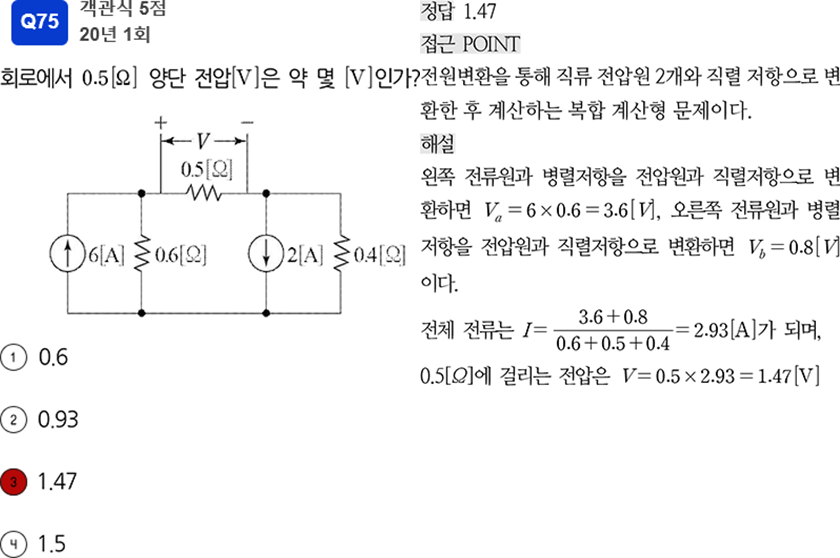 Q75
객관식 5점
20년 1회
회로에서 0.5[Ω] 양단 전압[V]은 약 몇 [V]인가?
+ −
V
0.5[Ω]
6[A] 0.6[Ω] 2[A] 0.4[Ω]
① 0.6
② 0.93
③ 1.47
④ 1.5
정답 1.47
접근 POINT
전원변환을 통해 직류 전압원 2개와 직렬 저항으로 변
환한 후 계산하는 복합 계산형 문제이다.
해설
왼쪽 전류원과 병렬저항을 전압원과 직렬저항으로 변
환하면 Vₐ = 6 × 0.6 = 3.6[V], 오른쪽 전류원과 병렬
저항을 전압원과 직렬저항으로 변환하면 V_b = 0.8[V]
이다.
전체 전류는 I = (3.6 + 0.8)/(0.6 + 0.5 + 0.4) = 2.93[A]가 되며,
0.5[Ω]에 걸리는 전압은 V = 0.5 × 2.93 = 1.47[V]